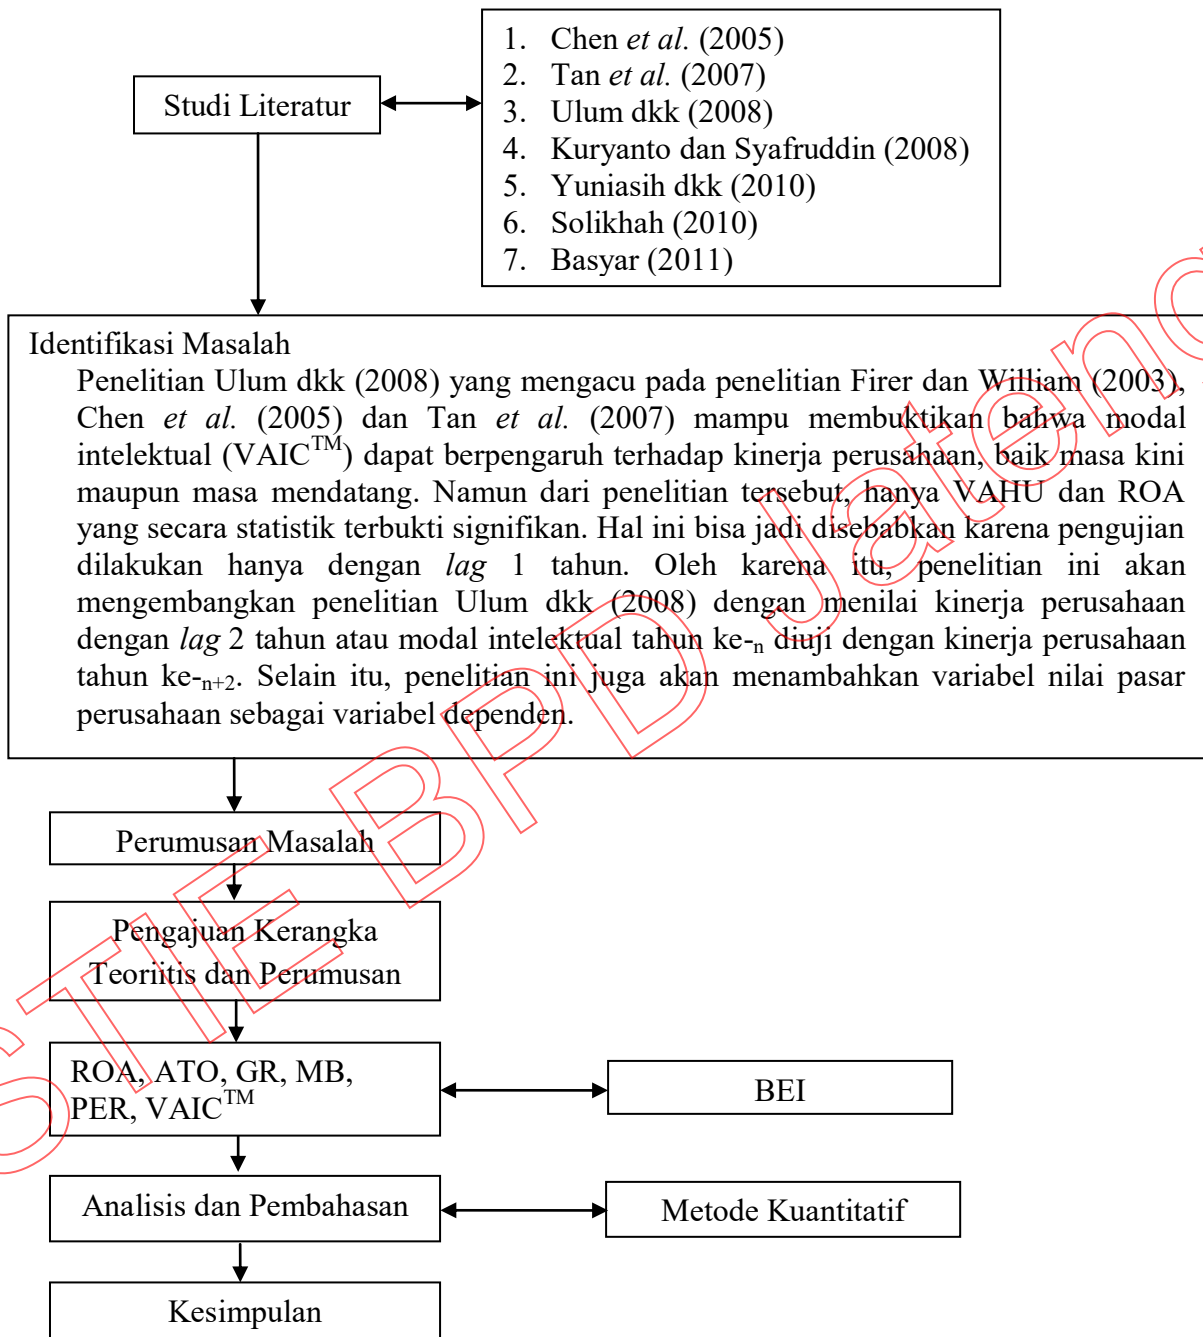 Studi Literatur
1. Chen et al. (2005)
2. Tan et al. (2007)
3. Ulum dkk (2008)
4. Kuryanto dan Syafruddin (2008)
5. Yuniasih dkk (2010)
6. Solikhah (2010)
7. Basyar (2011)
Identifikasi Masalah
Penelitian Ulum dkk (2008) yang mengacu pada penelitian Firer dan William (2003),
Chen et al. (2005) dan Tan et al. (2007) mampu membuktikan bahwa modal
intelektual (VAIC™) dapat berpengaruh terhadap kinerja perusahaan, baik masa kini
maupun masa mendatang. Namun dari penelitian tersebut, hanya VAHU dan ROA
yang secara statistik terbukti signifikan. Hal ini bisa jadi disebabkan karena pengujian
dilakukan hanya dengan lag 1 tahun. Oleh karena itu, penelitian ini akan
mengembangkan penelitian Ulum dkk (2008) dengan menilai kinerja perusahaan
dengan lag 2 tahun atau modal intelektual tahun ke-n diuji dengan kinerja perusahaan
tahun ke-n+2. Selain itu, penelitian ini juga akan menambahkan variabel nilai pasar
perusahaan sebagai variabel dependen.
Perumusan Masalah
Pengajuan Kerangka
Teoriitis dan Perumusan
ROA, ATO, GR, MB,
PER, VAIC™
BEI
Analisis dan Pembahasan
Metode Kuantitatif
Kesimpulan
STIE BPD Jateng